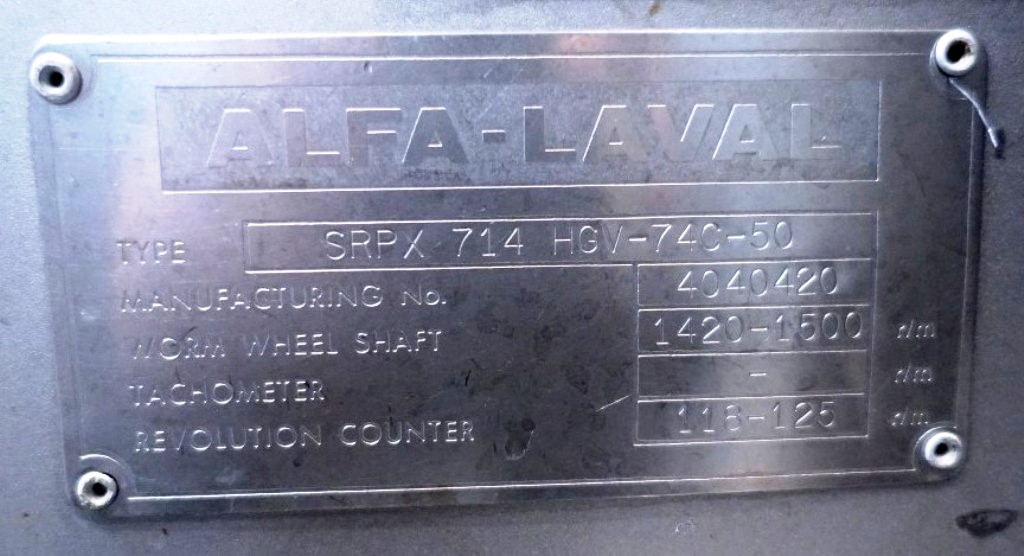 ALFA-LAVAL
TYPE SRPX 714 HGV-74C-50
MANUFACTURING No. 4040420
WORM WHEEL SHAFT 1420-1500 r/m
TACHOMETER - r/m
REVOLUTION COUNTER 118-125 r/m